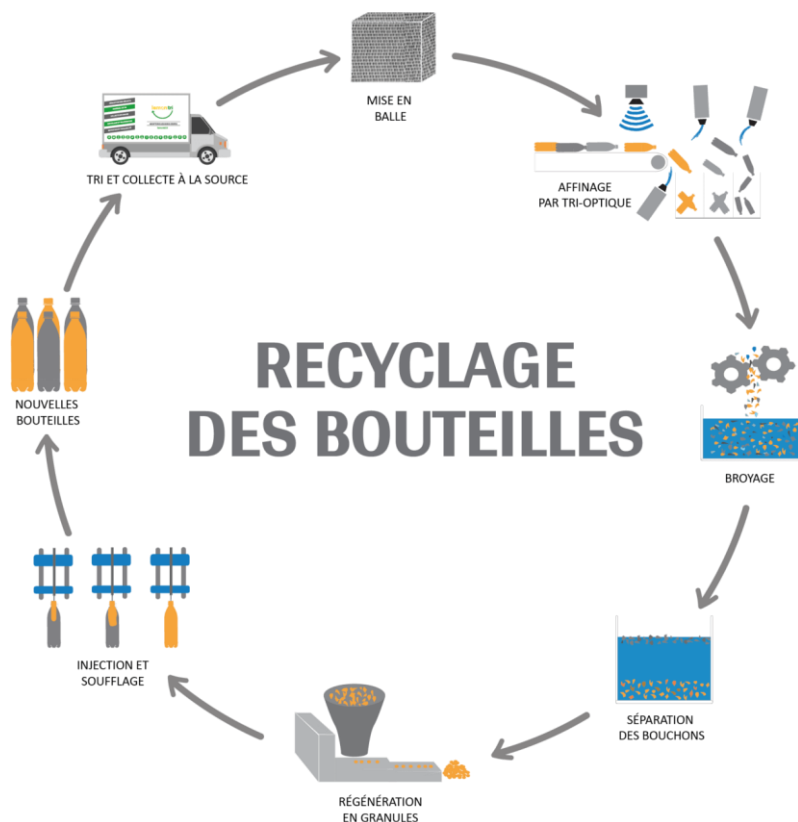 MISE EN
BALLE
TRI ET COLLECTE À LA SOURCE
AFFINAGE
PAR TRI-OPTIQUE
NOUVELLES
BOUTEILLES
RECYCLAGE
DES BOUTEILLES
BROYAGE
INJECTION ET
SOUFFLAGE
SÉPARATION
DES BOUCHONS
RÉGÉNÉRATION
EN GRANULES